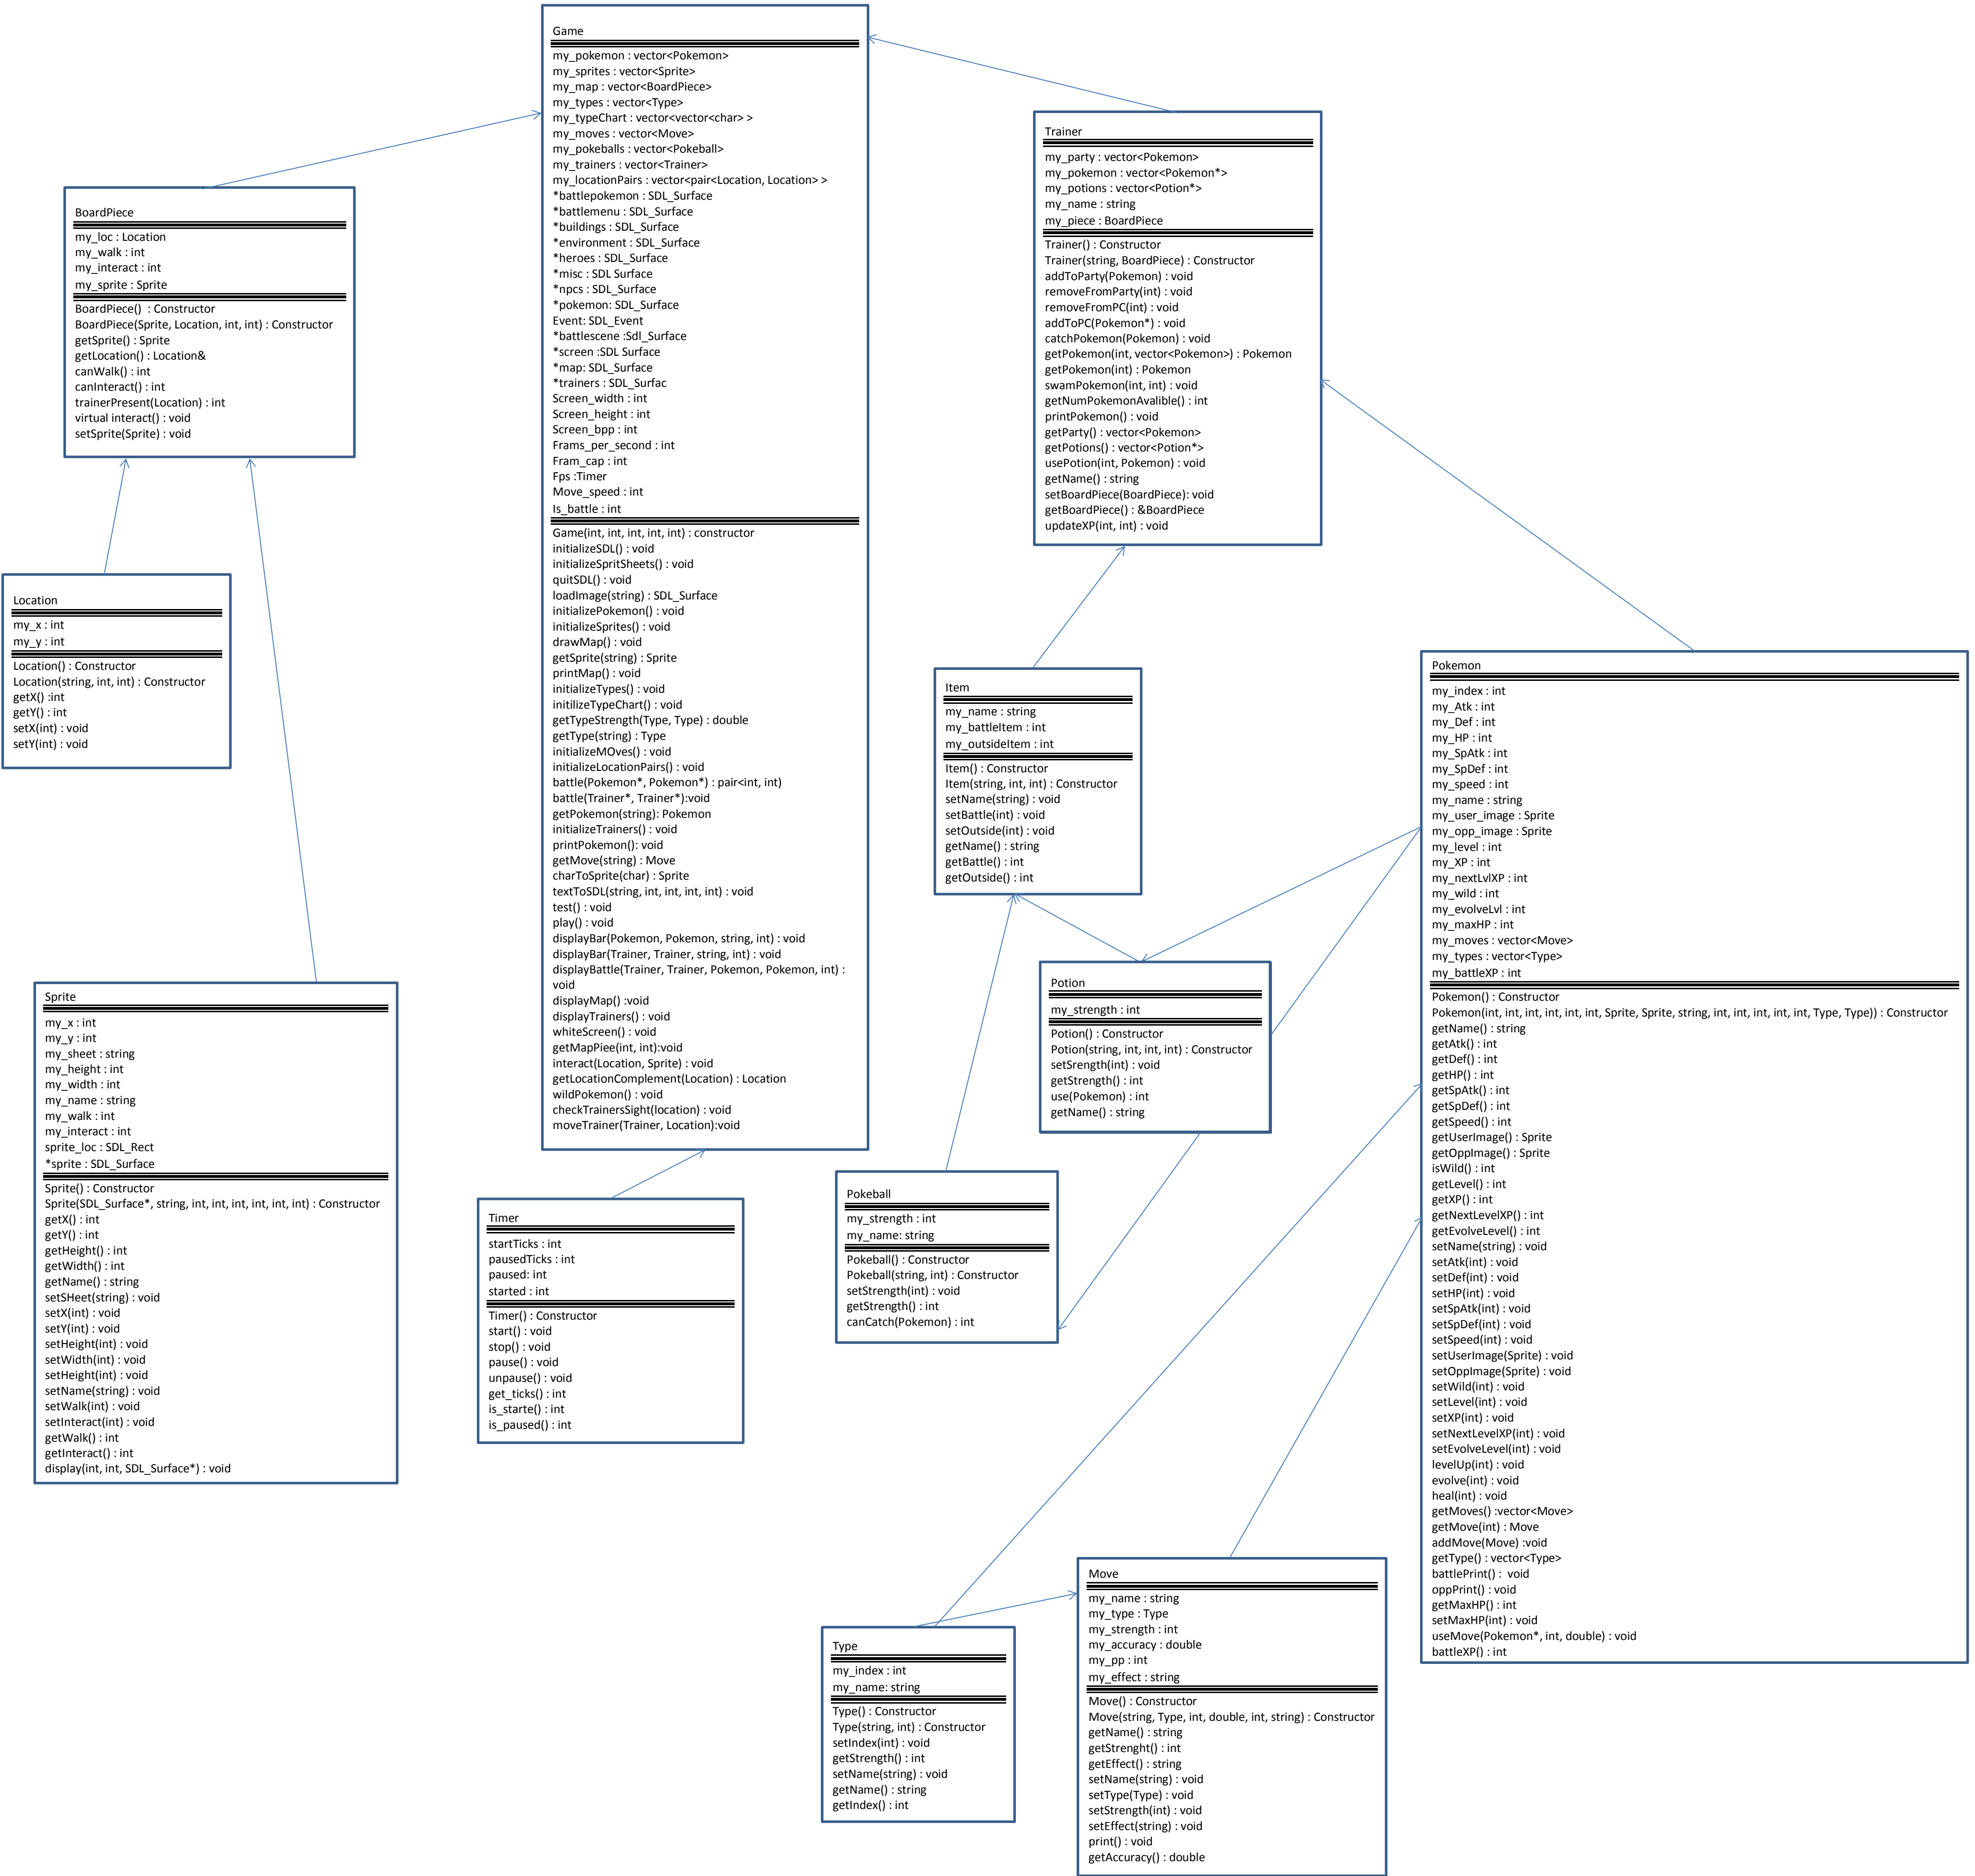 Game
my_pokemon : vector<Pokemon>
my_sprites : vector<Sprite>
my_map : vector<BoardPiece>
my_types : vector<Type>
my_typeChart : vector<vector<char> >
my_moves : vector<Move>
my_pokeballs : vector<Pokeball>
my_trainers : vector<Trainer>
my_locationPairs : vector<pair<Location, Location> >
*battlepokemon : SDL_Surface
*battlemenu : SDL_Surface
*buildings : SDL_Surface
*environment : SDL_Surface
*heroes : SDL_Surface
*misc : SDL Surface
*npcs : SDL_Surface
*pokemon: SDL_Surface
Event: SDL_Event
*battlescene :Sdl_Surface
*screen :SDL Surface
*map: SDL_Surface
*trainers : SDL_Surfac
Screen_width : int
Screen_height : int
Screen_bpp : int
Frams_per_second : int
Fram_cap : int
Fps :Timer
Move_speed : int
Is_battle : int
Game(int, int, int, int, int) : constructor
initializeSDL() : void
initializeSpritSheets() : void
quitSDL() : void
loadImage(string) : SDL_Surface
initializePokemon() : void
initializeSprites() : void
drawMap() : void
getSprite(string) : Sprite
printMap() : void
initializeTypes() : void
initilizeTypeChart() : void
getTypeStrength(Type, Type) : double
getType(string) : Type
initializeMOves() : void
initializeLocationPairs() : void
battle(Pokemon*, Pokemon*) : pair<int, int)
battle(Trainer*, Trainer*):void
getPokemon(string): Pokemon
initializeTrainers() : void
printPokemon(): void
getMove(string) : Move
charToSprite(char) : Sprite
textToSDL(string, int, int, int, int) : void
test() : void
play() : void
displayBar(Pokemon, Pokemon, string, int) : void
displayBar(Trainer, Trainer, string, int) : void
displayBattle(Trainer, Trainer, Pokemon, Pokemon, int) :
void
displayMap() :void
displayTrainers() : void
whiteScreen() : void
getMapPiee(int, int):void
interact(Location, Sprite) : void
getLocationComplement(Location) : Location
wildPokemon() : void
checkTrainersSight(location) : void
moveTrainer(Trainer, Location):void
Trainer
my_party : vector<Pokemon>
my_pokemon : vector<Pokemon*>
my_potions : vector<Potion*>
my_name : string
my_piece : BoardPiece
Trainer() : Constructor
Trainer(string, BoardPiece) : Constructor
addToParty(Pokemon) : void
removeFromParty(int) : void
removeFromPC(int) : void
addToPC(Pokemon*) : void
catchPokemon(Pokemon) : void
getPokemon(int, vector<Pokemon>) : Pokemon
getPokemon(int) : Pokemon
swamPokemon(int, int) : void
getNumPokemonAvalible() : int
printPokemon() : void
getParty() : vector<Pokemon>
getPotions() : vector<Potion*>
usePotion(int, Pokemon) : void
getName() : string
setBoardPiece(BoardPiece): void
getBoardPiece() : &BoardPiece
updateXP(int, int) : void
BoardPiece
my_loc : Location
my_walk : int
my_interact : int
my_sprite : Sprite
BoardPiece()  : Constructor
BoardPiece(Sprite, Location, int, int) : Constructor
getSprite() : Sprite
getLocation() : Location&
canWalk() : int
canInteract() : int
trainerPresent(Location) : int
virtual interact() : void
setSprite(Sprite) : void
Location
my_x : int
my_y : int
Location() : Constructor
Location(string, int, int) : Constructor
getX() :int
getY() : int
setX(int) : void
setY(int) : void
Item
my_name : string
my_battleItem : int
my_outsideItem : int
Item() : Constructor
Item(string, int, int) : Constructor
setName(string) : void
setBattle(int) : void
setOutside(int) : void
getName() : string
getBattle() : int
getOutside() : int
Pokemon
my_index : int
my_Atk : int
my_Def : int
my_HP : int
my_SpAtk : int
my_SpDef : int
my_speed : int
my_name : string
my_user_image : Sprite
my_opp_image : Sprite
my_level : int
my_XP : int
my_nextLvlXP : int
my_wild : int
my_evolveLvl : int
my_maxHP : int
my_moves : vector<Move>
my_types : vector<Type>
my_battleXP : int
Pokemon() : Constructor
Pokemon(int, int, int, int, int, int, Sprite, Sprite, string, int, int, int, int, int, Type, Type)) : Constructor
getName() : string
getAtk() : int
getDef() : int
getHP() : int
getSpAtk() : int
getSpDef() : int
getSpeed() : int
getUserImage() : Sprite
getOppImage() : Sprite
isWild() : int
getLevel() : int
getXP() : int
getNextLevelXP() : int
getEvolveLevel() : int
setName(string) : void
setAtk(int) : void
setDef(int) : void
setHP(int) : void
setSpAtk(int) : void
setSpDef(int) : void
setSpeed(int) : void
setUserImage(Sprite) : void
setOppImage(Sprite) : void
setWild(int) : void
setLevel(int) : void
setXP(int) : void
setNextLevelXP(int) : void
setEvolveLevel(int) : void
levelUp(int) : void
evolve(int) : void
heal(int) : void
getMoves() :vector<Move>
getMove(int) : Move
addMove(Move) :void
getType() : vector<Type>
battlePrint() :  void
oppPrint() : void
getMaxHP() : int
setMaxHP(int) : void
useMove(Pokemon*, int, double) : void
battleXP() : int
Potion
my_strength : int
Potion() : Constructor
Potion(string, int, int, int) : Constructor
setSrength(int) : void
getStrength() : int
use(Pokemon) : int
getName() : string
Sprite
my_x : int
my_y : int
my_sheet : string
my_height : int
my_width : int
my_name : string
my_walk : int
my_interact : int
sprite_loc : SDL_Rect
*sprite : SDL_Surface
Sprite() : Constructor
Sprite(SDL_Surface*, string, int, int, int, int, int, int) : Constructor
getX() : int
getY() : int
getHeight() : int
getWidth() : int
getName() : string
setSHeet(string) : void
setX(int) : void
setY(int) : void
setHeight(int) : void
setWidth(int) : void
setHeight(int) : void
setName(string) : void
setWalk(int) : void
setInteract(int) : void
getWalk() : int
getInteract() : int
display(int, int, SDL_Surface*) : void
Timer
startTicks : int
pausedTicks : int
paused: int
started : int
Timer() : Constructor
start() : void
stop() : void
pause() : void
unpause() : void
get_ticks() : int
is_starte() : int
is_paused() : int
Pokeball
my_strength : int
my_name: string
Pokeball() : Constructor
Pokeball(string, int) : Constructor
setStrength(int) : void
getStrength() : int
canCatch(Pokemon) : int
Type
my_index : int
my_name: string
Type() : Constructor
Type(string, int) : Constructor
setIndex(int) : void
getStrength() : int
setName(string) : void
getName() : string
getIndex() : int
Move
my_name : string
my_type : Type
my_strength : int
my_accuracy : double
my_pp : int
my_effect : string
Move() : Constructor
Move(string, Type, int, double, int, string) : Constructor
getName() : string
getStrenght() : int
getEffect() : string
setName(string) : void
setType(Type) : void
setStrength(int) : void
setEffect(string) : void
print() : void
getAccuracy() : double